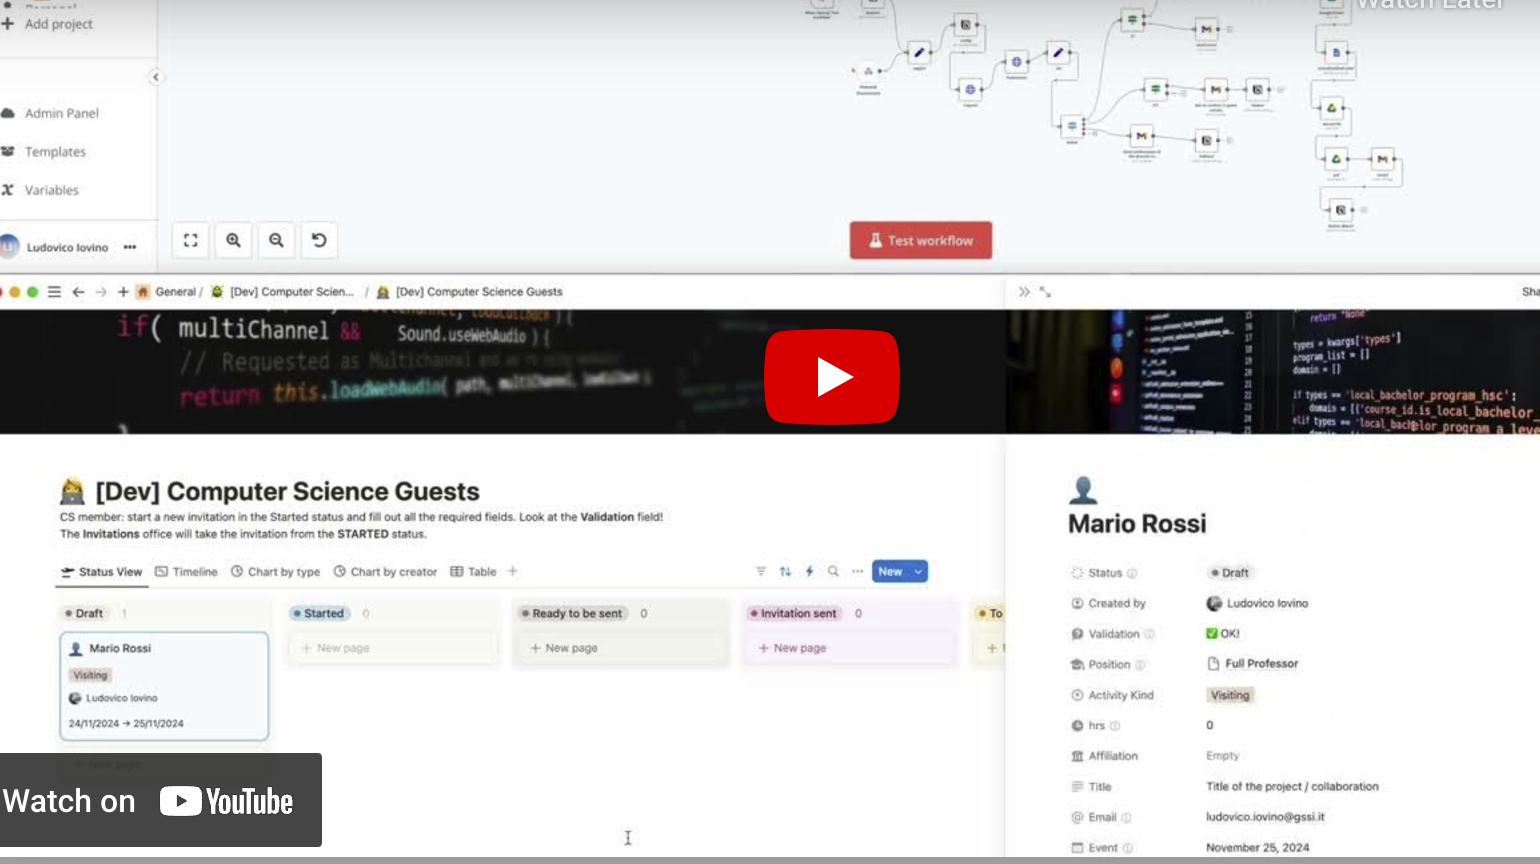 Watch Later
Personal
Add project
Admin Panel
Templates
Variables
Ludovico Iovino
Test workflow
General / [Dev] Computer Scien... / [Dev] Computer Science Guests
Sha
if( multiChannel &&
Sound.useWebAudio ) {
// Requested as Multichannel
return this.loadWebAudio( path, multiChannel,
}
return "None"
types = kwargs['types']
program_list = []
domain = []
if types == 'local_bachelor_program_hsc':
domain = [('course_id.is_local_bachelor_
elif types == 'local_bachelor_program_a_leve
[Dev] Computer Science Guests
CS member: start a new invitation in the Started status and fill out all the required fields. Look at the Validation field!
The Invitations office will take the invitation from the STARTED status.
Status View Timeline Chart by type Chart by creator Table
New
Draft 1
Started 0
Ready to be sent 0
Invitation sent 0
To
Mario Rossi
Visiting
Ludovico Iovino
24/11/2024 → 25/11/2024
+ New page
+ New page
+ New page
+ New page
Mario Rossi
Status Draft
Created by Ludovico Iovino
Validation ✅ OK!
Position Full Professor
Activity Kind Visiting
hrs 0
Affiliation Empty
Title Title of the project / collaboration
Email ludovico.iovino@gssi.it
Event November 25, 2024
Watch on YouTube